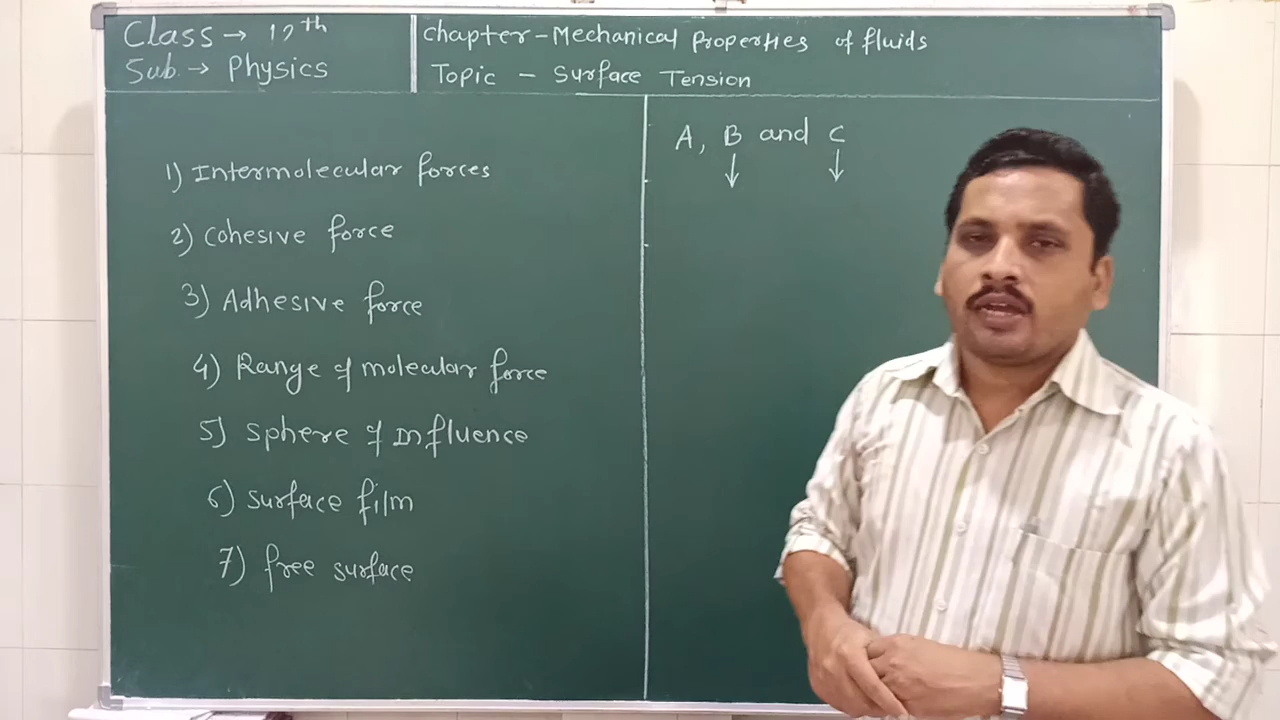 Class → 12th
Sub. → Physics
Chapter - Mechanical Properties of fluids
Topic - Surface Tension
1) Intermolecular forces
2) Cohesive force
3) Adhesive force
4) Range of molecular force
5) Sphere of Influence
6) Surface film
7) free surface
A, B and C
↓ ↓